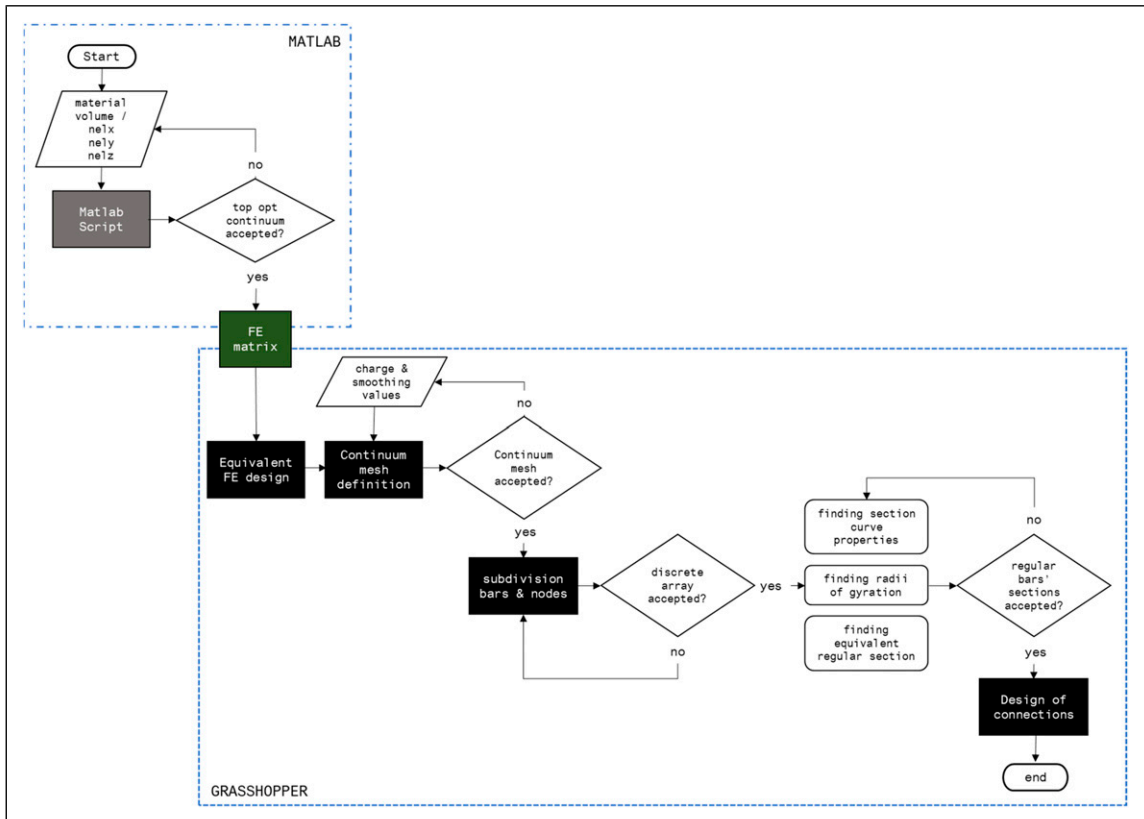 MATLAB
Start
material
volume /
nelx
nely
nelz
no
Matlab
Script
top opt
continuum
accepted?
yes
FE
matrix
charge &
smoothing
values
no
Equivalent
FE design
Continuum
mesh
definition
Continuum
mesh
accepted?
yes
subdivision
bars & nodes
discrete
array
accepted?
yes
no
finding section
curve
properties
finding radii
of gyration
finding
equivalent
regular section
no
regular
bars'
sections
accepted?
yes
Design of
connections
end
GRASSHOPPER